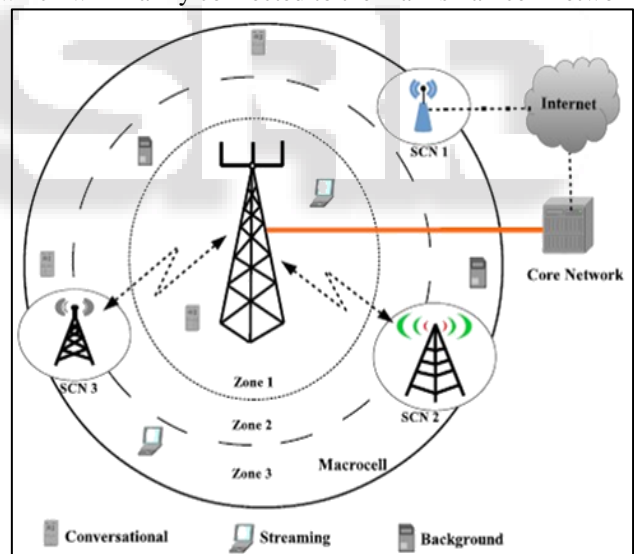 Internet
SCN 1
Core Network
SCN 3
SCN 2
Zone 1
Zone 2
Zone 3
Macrocell
Conversational
Streaming
Background